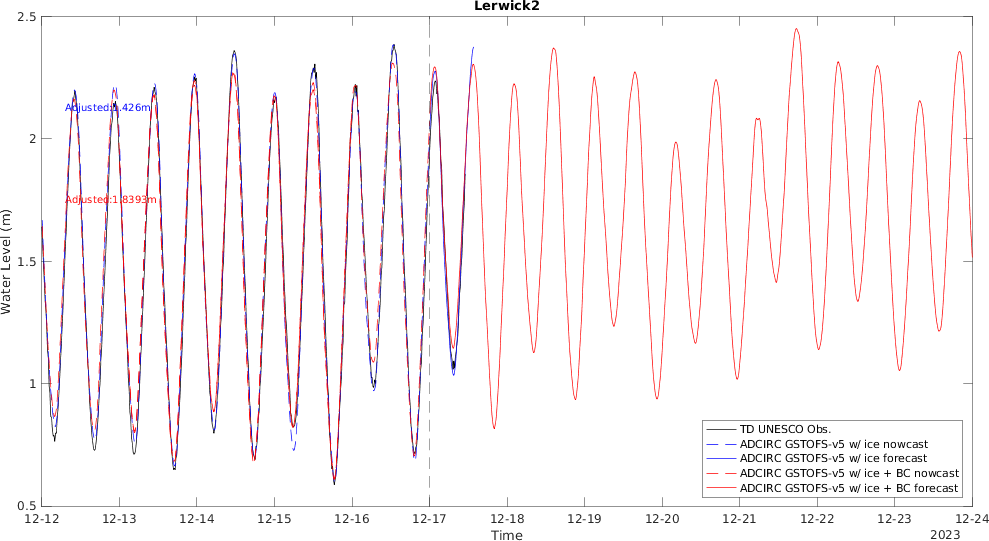 Lerwick2
2.5
2
1.5
1
0.5
Water Level (m)
Adjusted:1.426m
Adjusted:1.8393m
TD UNESCO Obs.
ADCIRC GSTOFS-v5 w/ ice nowcast
ADCIRC GSTOFS-v5 w/ ice forecast
ADCIRC GSTOFS-v5 w/ ice + BC nowcast
ADCIRC GSTOFS-v5 w/ ice + BC forecast
12-12 12-13 12-14 12-15 12-16 12-17 12-18 12-19 12-20 12-21 12-22 12-23 12-24
Time
2023